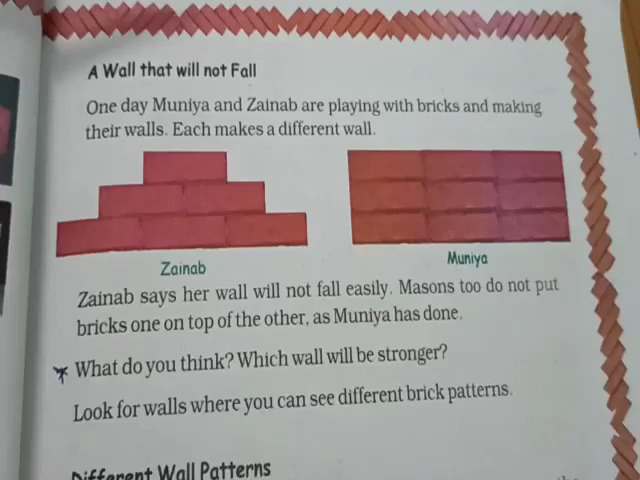 A Wall that will not Fall
One day Muniya and Zainab are playing with bricks and making
their walls. Each makes a different wall.
Zainab
Muniya
Zainab says her wall will not fall easily. Masons too do not put
bricks one on top of the other, as Muniya has done.
What do you think? Which wall will be stronger?
Look for walls where you can see different brick patterns.
Different Wall Patterns